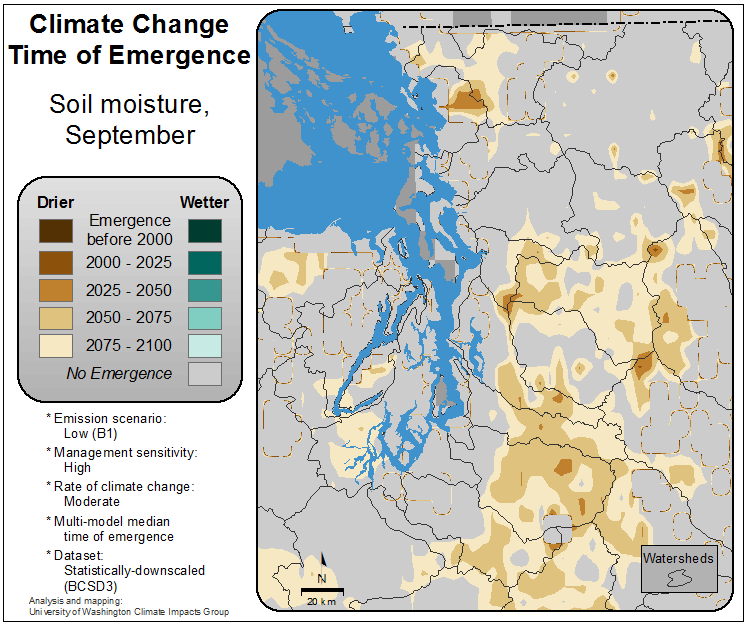 Climate Change
Time of Emergence
Soil moisture,
September
Drier
Wetter
Emergence
before 2000
2000 - 2025
2025 - 2050
2050 - 2075
2075 - 2100
No Emergence
* Emission scenario:
Low (B1)
* Management sensitivity:
High
* Rate of climate change:
Moderate
* Multi-model median
time of emergence
* Dataset:
Statistically-downscaled
(BCSD3)
Analysis and mapping:
University of Washington Climate Impacts Group
N
20 km
Watersheds